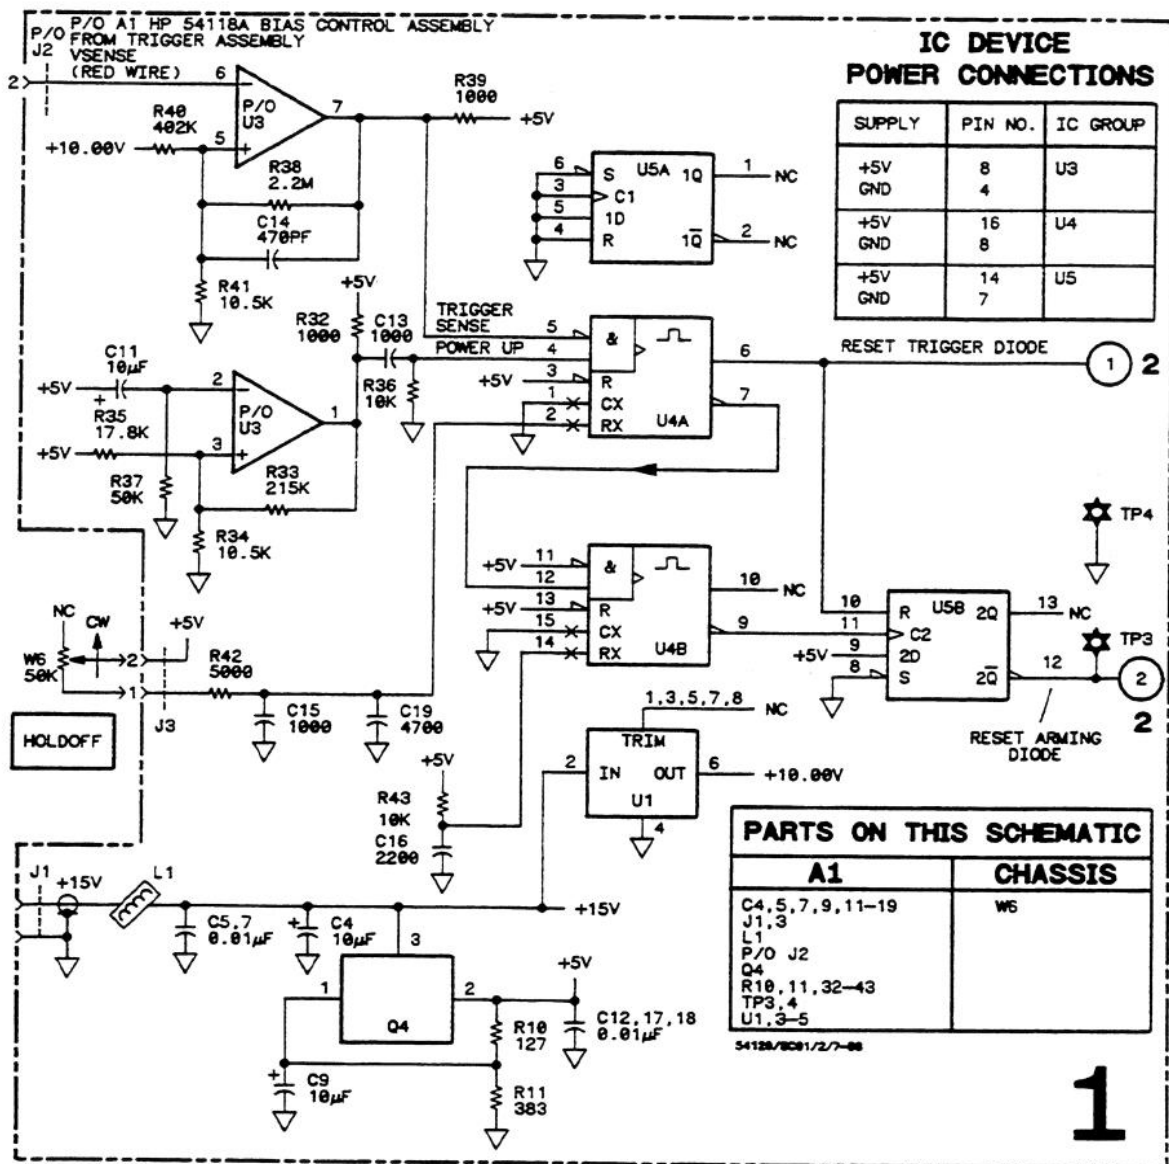 P/O A1 HP 54118A BIAS CONTROL ASSEMBLY
P/O FROM TRIGGER ASSEMBLY
J2 VSENSE
(RED WIRE)
2
6
P/O
U3
7
5
R40
402K
+10.00V
R39
1000
+5V
R38
2.2M
C14
470PF
R41
10.5K
+5V
R32
1000
C13
1000
TRIGGER
SENSE
POWER UP
R36
10K
C11
10µF
+5V
+
2
P/O
U3
1
3
R35
17.8K
+5V
R37
50K
R33
215K
R34
10.5K
6 S U5A 1Q 1 NC
3 C1
5 1D
4 R 1Q̅ 2 NC
IC DEVICE
POWER CONNECTIONS
SUPPLY PIN NO. IC GROUP
+5V 8 U3
GND 4
+5V 16 U4
GND 8
+5V 14 U5
GND 7
5 &
4
+5V 3 R
1 CX
2 RX U4A
6
7
RESET TRIGGER DIODE
1 2
TP4
+5V 11 &
12
+5V 13 R
15 CX
14 RX U4B
10 NC
9
10 R U5B 2Q 13 NC
11 C2
+5V 9 2D
8 S 2Q̅ 12
TP3
2
2
RESET ARMING
DIODE
NC
CW
W6
50K
2
1
+5V
J3
HOLDOFF
R42
5000
C15
1000
C19
4700
+5V
R43
10K
C16
2200
1,3,5,7,8 NC
TRIM
2 IN OUT 6 +10.00V
U1
4
J1
+15V
L1
C5,7
0.01µF
+
C4
10µF
+15V
3
1
2
Q4
+5V
R10
127
C12,17,18
0.01µF
+
C9
10µF
R11
383
PARTS ON THIS SCHEMATIC
A1 CHASSIS
C4,5,7,9,11-19 W6
J1,3
L1
P/O J2
Q4
R10,11,32-43
TP3,4
U1,3-5
1